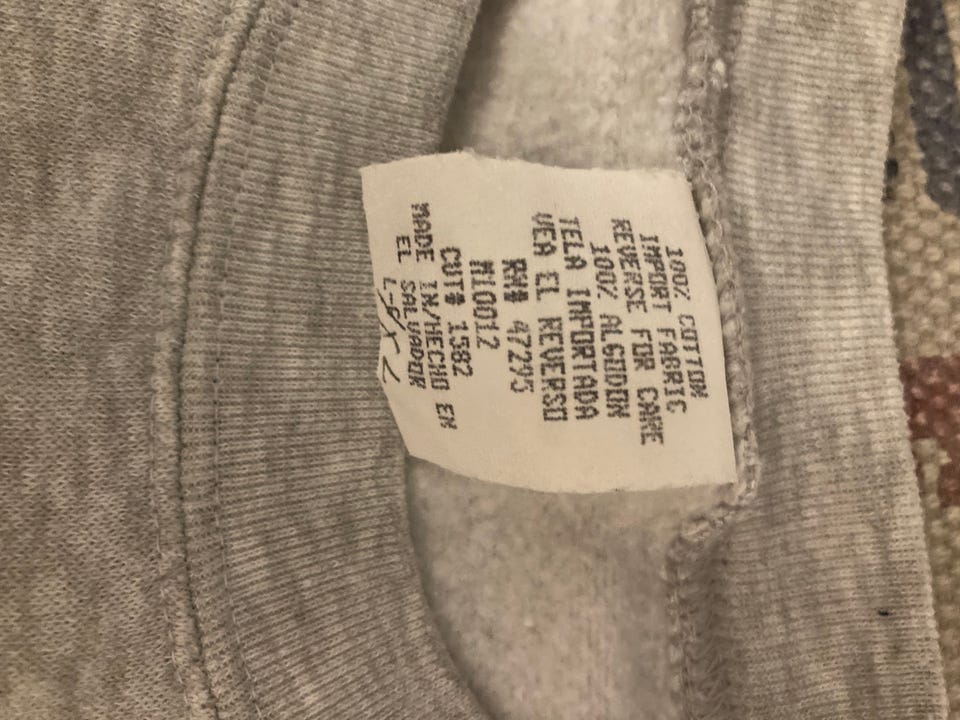 100% COTTON
IMPORT FABRIC
REVERSE FOR CARE
100% ALGODON
TELA IMPORTADA
VEA EL REVERSO
RN# 47295
MI0012
CUT# 1582
MADE IN/HECHO EN
EL SALVADOR